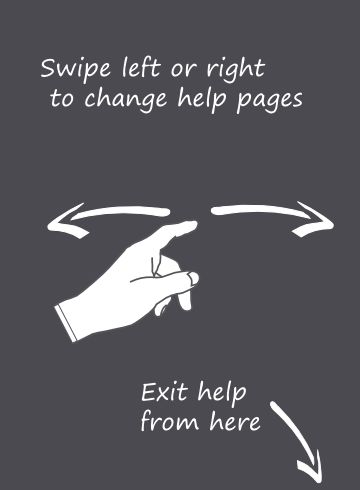 Swipe left or right
to change help pages
Exit help
from here